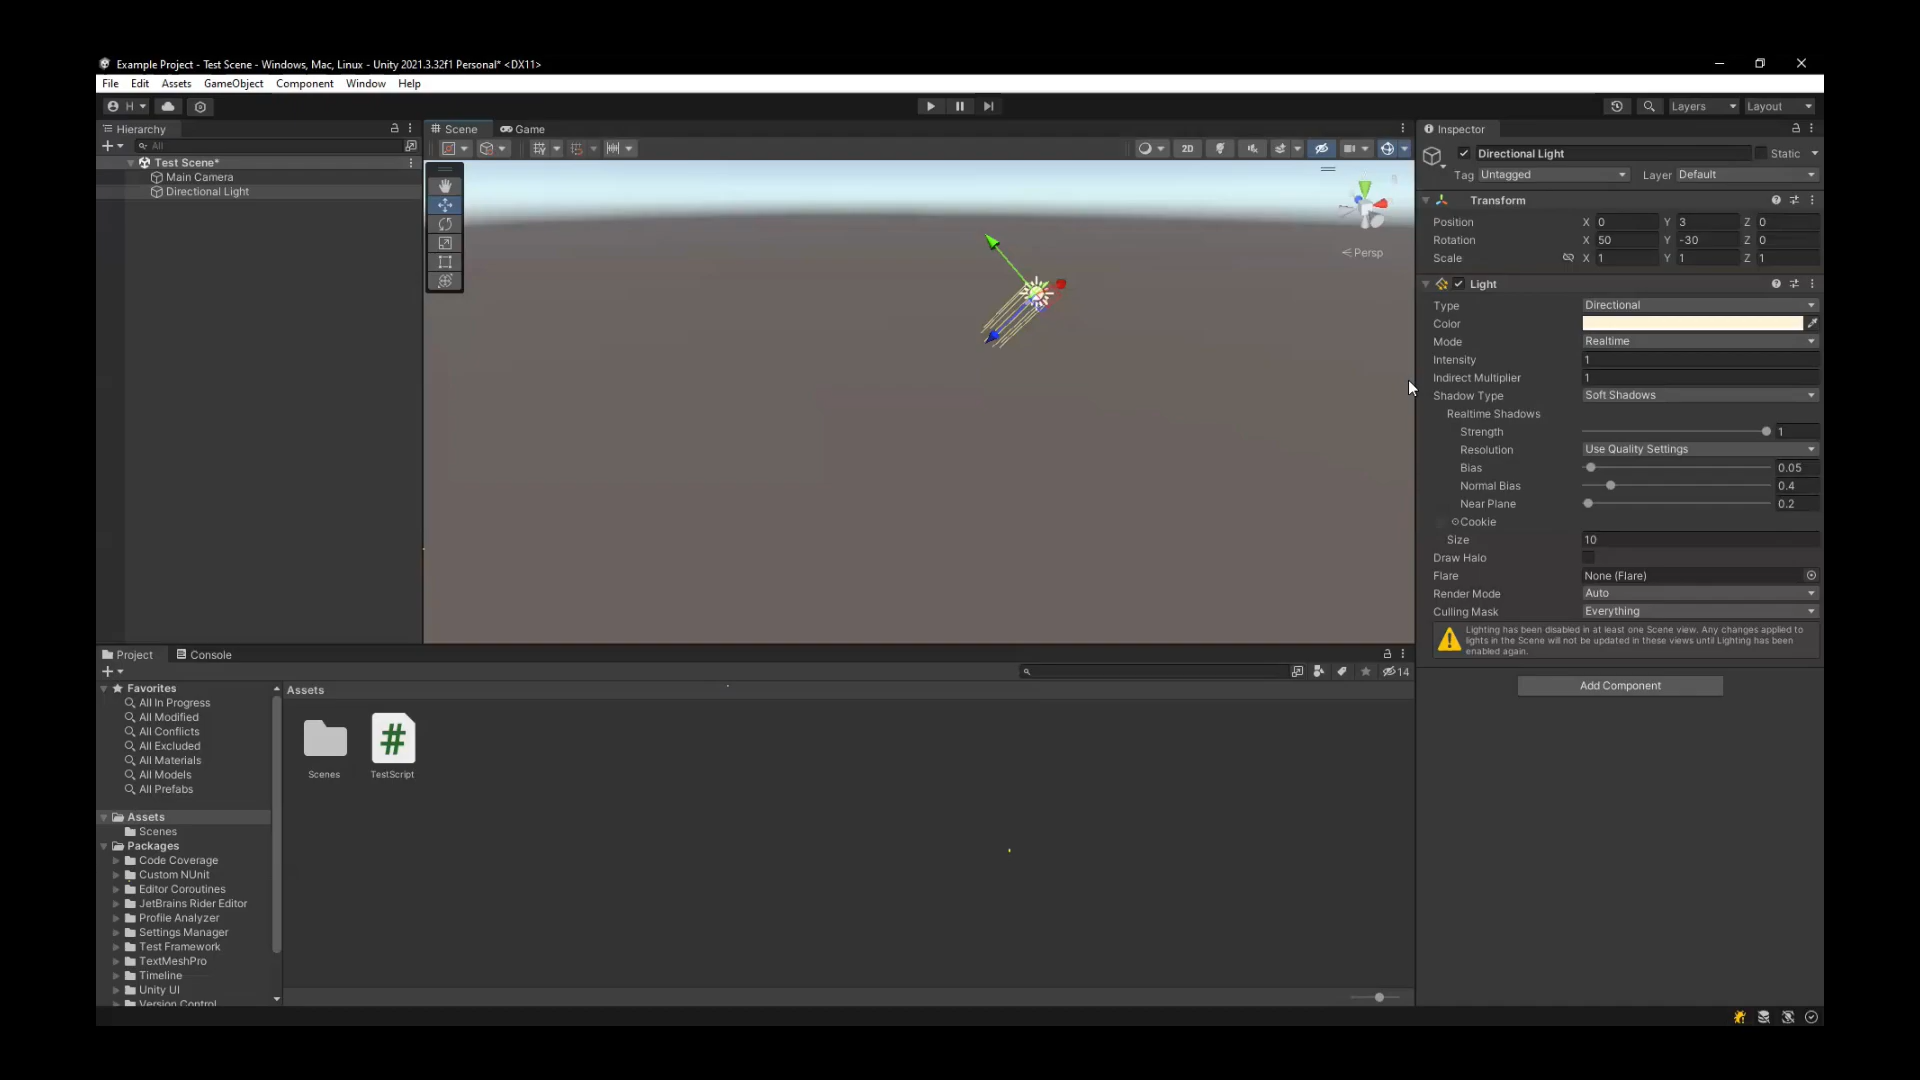 Example Project - Test Scene - Windows, Mac, Linux - Unity 2021.3.32f1 Personal* <DX11>
File Edit Assets GameObject Component Window Help
H
Layers Layout
Hierarchy
All
Test Scene*
Main Camera
Directional Light
Scene Game
2D
Persp
Inspector
Directional Light Static
Tag Untagged Layer Default
Transform
Position X 0 Y 3 Z 0
Rotation X 50 Y -30 Z 0
Scale X 1 Y 1 Z 1
Light
Type Directional
Color
Mode Realtime
Intensity 1
Indirect Multiplier 1
Shadow Type Soft Shadows
Realtime Shadows
Strength 1
Resolution Use Quality Settings
Bias 0.05
Normal Bias 0.4
Near Plane 0.2
Cookie
Size 10
Draw Halo
Flare None (Flare)
Render Mode Auto
Culling Mask Everything
Lighting has been disabled in at least one Scene view. Any changes applied to
lights in the Scene will not be updated in these views until Lighting has been
enabled again.
Add Component
Project Console
14
Favorites
All In Progress
All Modified
All Conflicts
All Excluded
All Materials
All Models
All Prefabs
Assets
Scenes
Packages
Code Coverage
Custom NUnit
Editor Coroutines
JetBrains Rider Editor
Profile Analyzer
Settings Manager
Test Framework
TextMeshPro
Timeline
Unity UI
Version Control
Assets
#
Scenes TestScript